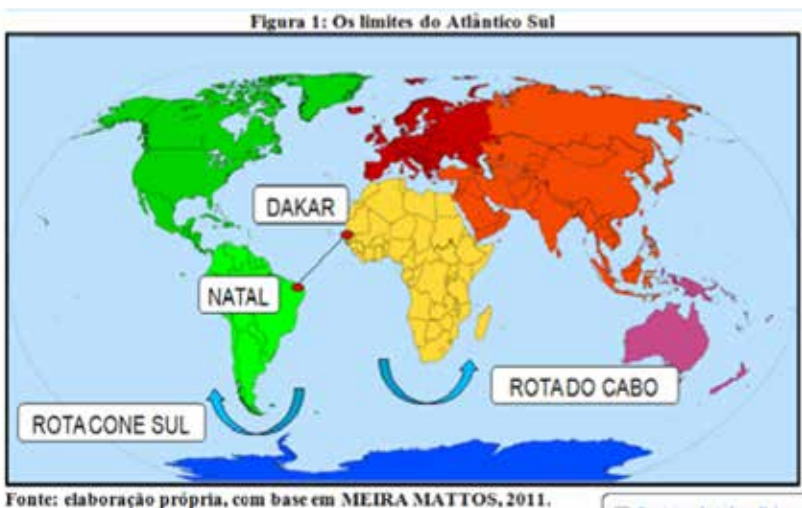 Figura 1: Os limites do Atlântico Sul
DAKAR
NATAL
ROTA DO CABO
ROTA CONE SUL
Fonte: elaboração própria, com base em MEIRA MATTOS, 2011.